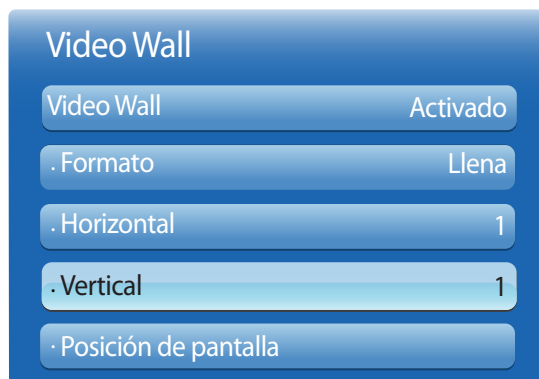 Video Wall
Video Wall Activado
· Formato Llena
· Horizontal 1
· Vertical 1
· Posición de pantalla